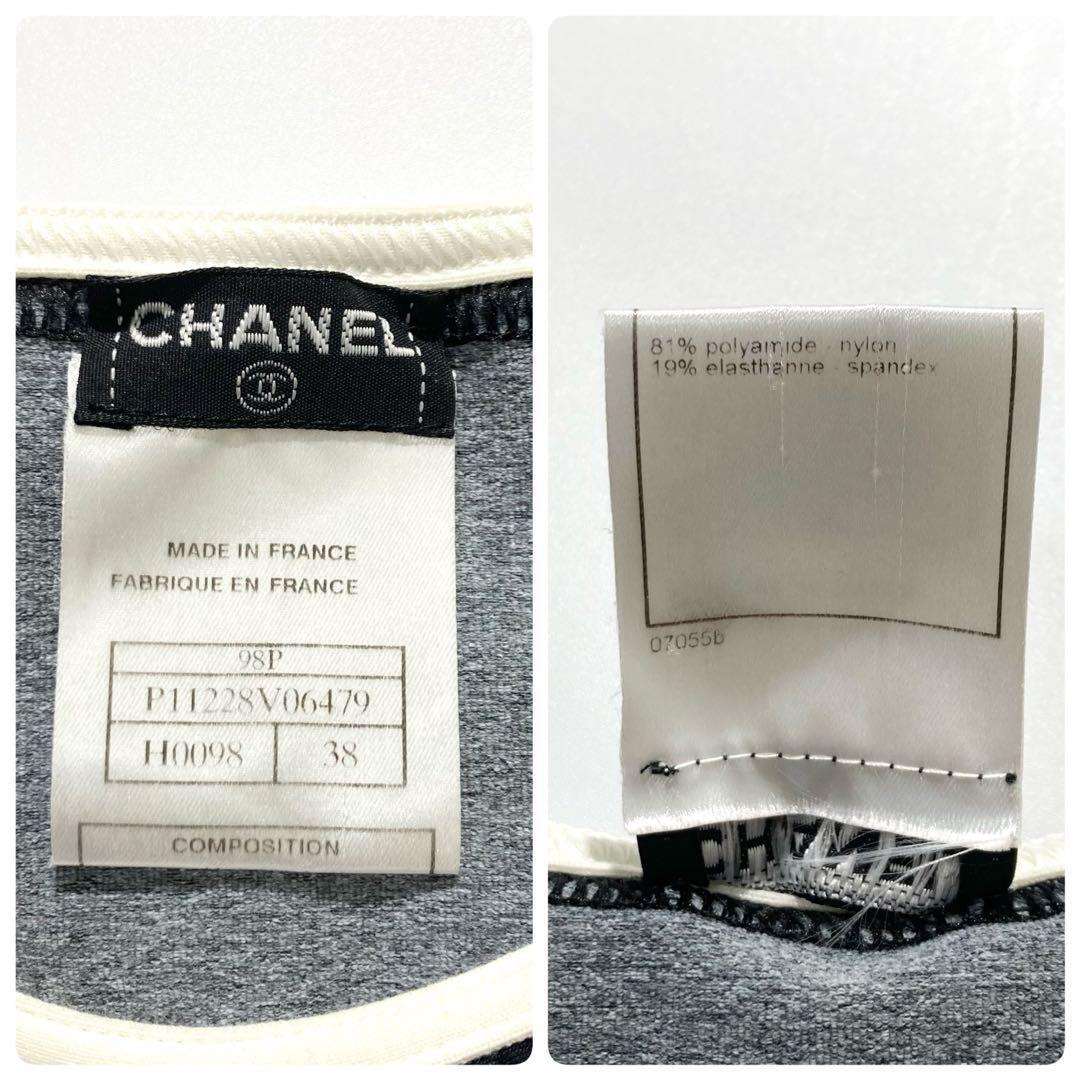 CHANEL
MADE IN FRANCE
FABRIQUE EN FRANCE
98P
P11228V06479
H0098 38
COMPOSITION
81% polyamide - nylon
19% elasthanne - spandex
07055b